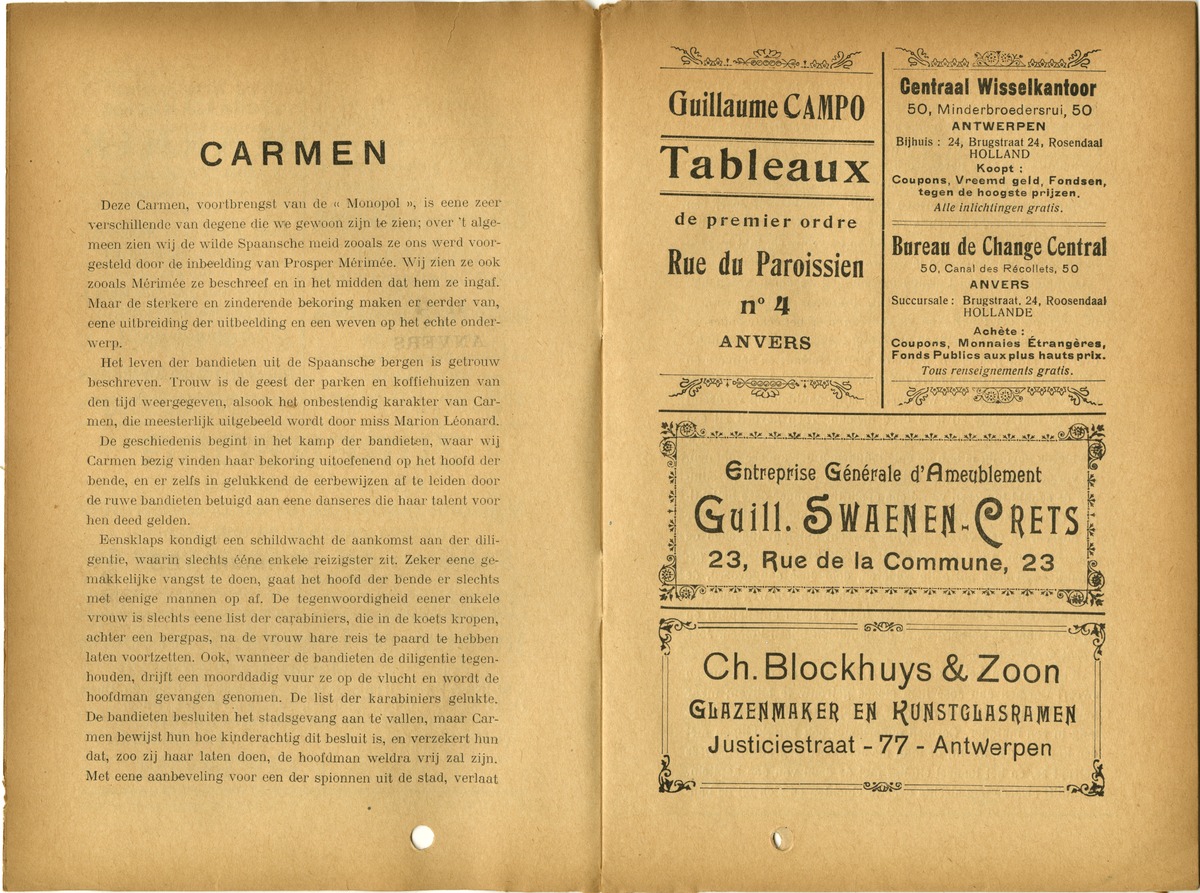 CARMEN
Deze Carmen, voortbrengst van de « Monopol », is eene zeer
verschillende van degene die we gewoon zijn te zien; over 't alge-
meen zien wij de wilde Spaansche meid zooals ze ons werd voor-
gesteld door de inbeelding van Prosper Mérimée. Wij zien ze ook
zooals Mérimée ze beschreef en in het midden dat hem ze ingaf.
Maar de sterkere en zinderende bekoring maken er eerder van,
eene uitbreiding der uitbeelding en een weven op het echte onder-
werp.
Het leven der bandieten uit de Spaansche bergen is getrouw
beschreven. Trouw is de geest der parken en koffiehuizen van
den tijd weergegeven, alsook het onbestendig karakter van Car-
men, die meesterlijk uitgebeeld wordt door miss Marion Léonard.
De geschiedenis begint in het kamp der bandieten, waar wij
Carmen bezig vinden haar bekoring uitoefenend op het hoofd der
bende, en er zelfs in gelukkend de eerbewijzen af te leiden door
de ruwe bandieten betuigd aan eene danseres die haar talent voor
hen deed gelden.
Eensklaps kondigt een schildwacht de aankomst aan der dili-
gentie, waarin slechts ééne enkele reizigster zit. Zeker eene ge-
makkelijke vangst te doen, gaat het hoofd der bende er slechts
met eenige mannen op af. De tegenwoordigheid eener enkele
vrouw is slechts eene list der carabiniers, die in de koets kropen,
achter een bergpas, na de vrouw hare reis te paard te hebben
laten voortzetten. Ook, wanneer de bandieten de diligentie tegen-
houden, drijft een moorddadig vuur ze op de vlucht en wordt de
hoofdman gevangen genomen. De list der karabiniers gelukte.
De bandieten besluiten het stadsgevang aan te vallen, maar Car-
men bewijst hun hoe kinderachtig dit besluit is, en verzekert hun
dat, zoo zij haar laten doen, de hoofdman weldra vrij zal zijn.
Met eene aanbeveling voor een der spionnen uit de stad, verlaat
Guillaume CAMPO
Tableaux
de premier ordre
Rue du Paroissien
nº 4
ANVERS
Centraal Wisselkantoor
50, Minderbroedersrui, 50
ANTWERPEN
Bijhuis : 24, Brugstraat 24, Rosendaal
HOLLAND
Koopt :
Coupons, Vreemd geld, Fondsen,
tegen de hoogste prijzen.
Alle inlichtingen gratis.
Bureau de Change Central
50, Canal des Récollets, 50
ANVERS
Succursale : Brugstraat, 24, Roosendaal
HOLLANDE
Achète :
Coupons, Monnaies Étrangères,
Fonds Publics aux plus hauts prix.
Tous renseignements gratis.
Entreprise Générale d'Ameublement
Guill. SWAENEN-CRETS
23, Rue de la Commune, 23
Ch. Blockhuys & Zoon
GLAZENMAKER EN KUNSTGLASRAMEN
Justiciestraat - 77 - Antwerpen